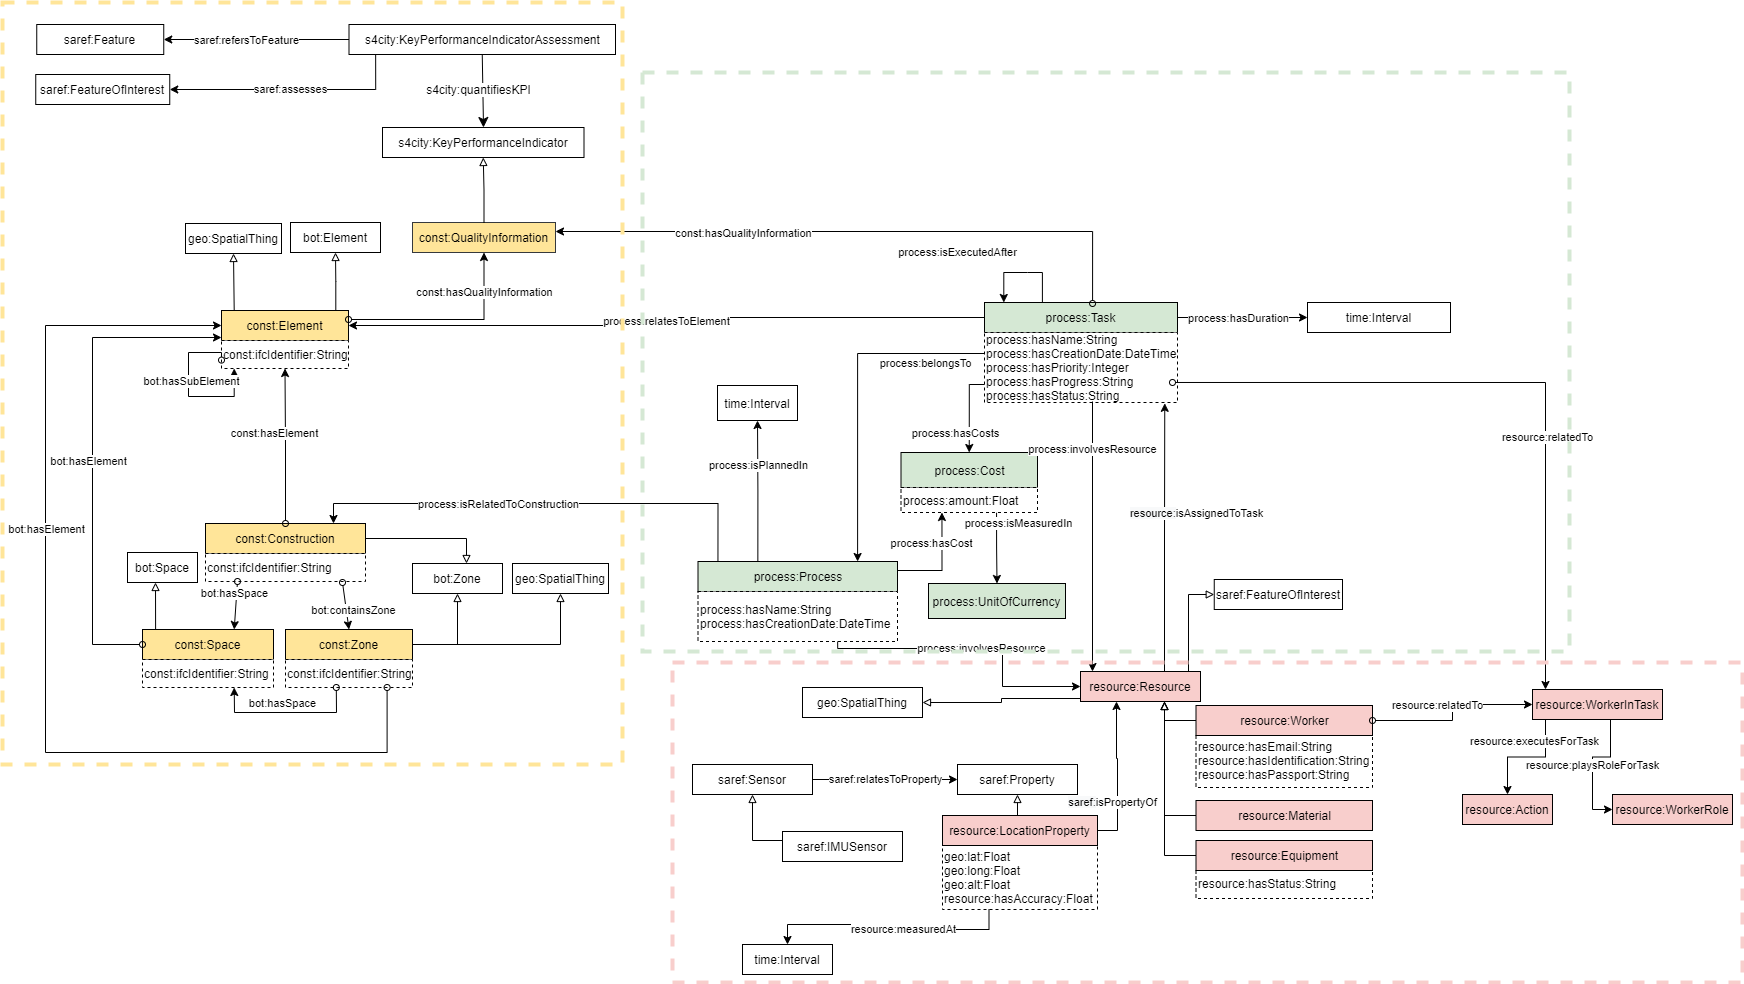 saref:Feature
saref:refersToFeature
s4city:KeyPerformanceIndicatorAssessment
saref:FeatureOfInterest
saref:assesses
s4city:quantifiesKPI
s4city:KeyPerformanceIndicator
geo:SpatialThing
bot:Element
const:QualityInformation
const:hasQualityInformation
const:hasQualityInformation
const:Element
const:ifcIdentifier:String
bot:hasSubElement
const:hasElement
bot:hasElement
bot:hasElement
process:isRelatedToConstruction
const:Construction
const:ifcIdentifier:String
bot:Space
bot:hasSpace
bot:containsZone
bot:Zone
geo:SpatialThing
const:Space
const:ifcIdentifier:String
const:Zone
const:ifcIdentifier:String
bot:hasSpace
process:isExecutedAfter
process:relatesToElement
process:Task
process:hasName:String
process:hasCreationDate:DateTime
process:hasPriority:Integer
process:hasProgress:String
process:hasStatus:String
process:hasDuration
time:Interval
process:belongsTo
time:Interval
process:isPlannedIn
process:hasCosts
process:involvesResource
resource:relatedTo
process:Cost
process:amount:Float
process:isMeasuredIn
process:hasCost
resource:isAssignedToTask
process:Process
process:hasName:String
process:hasCreationDate:DateTime
process:UnitOfCurrency
saref:FeatureOfInterest
process:involvesResource
resource:Resource
geo:SpatialThing
resource:Worker
resource:hasEmail:String
resource:hasIdentification:String
resource:hasPassport:String
resource:relatedTo
resource:WorkerInTask
resource:executesForTask
resource:playsRoleForTask
resource:Action
resource:WorkerRole
saref:Sensor
saref:relatesToProperty
saref:Property
saref:isPropertyOf
saref:IMUSensor
resource:LocationProperty
geo:lat:Float
geo:long:Float
geo:alt:Float
resource:hasAccuracy:Float
resource:Material
resource:Equipment
resource:hasStatus:String
resource:measuredAt
time:Interval